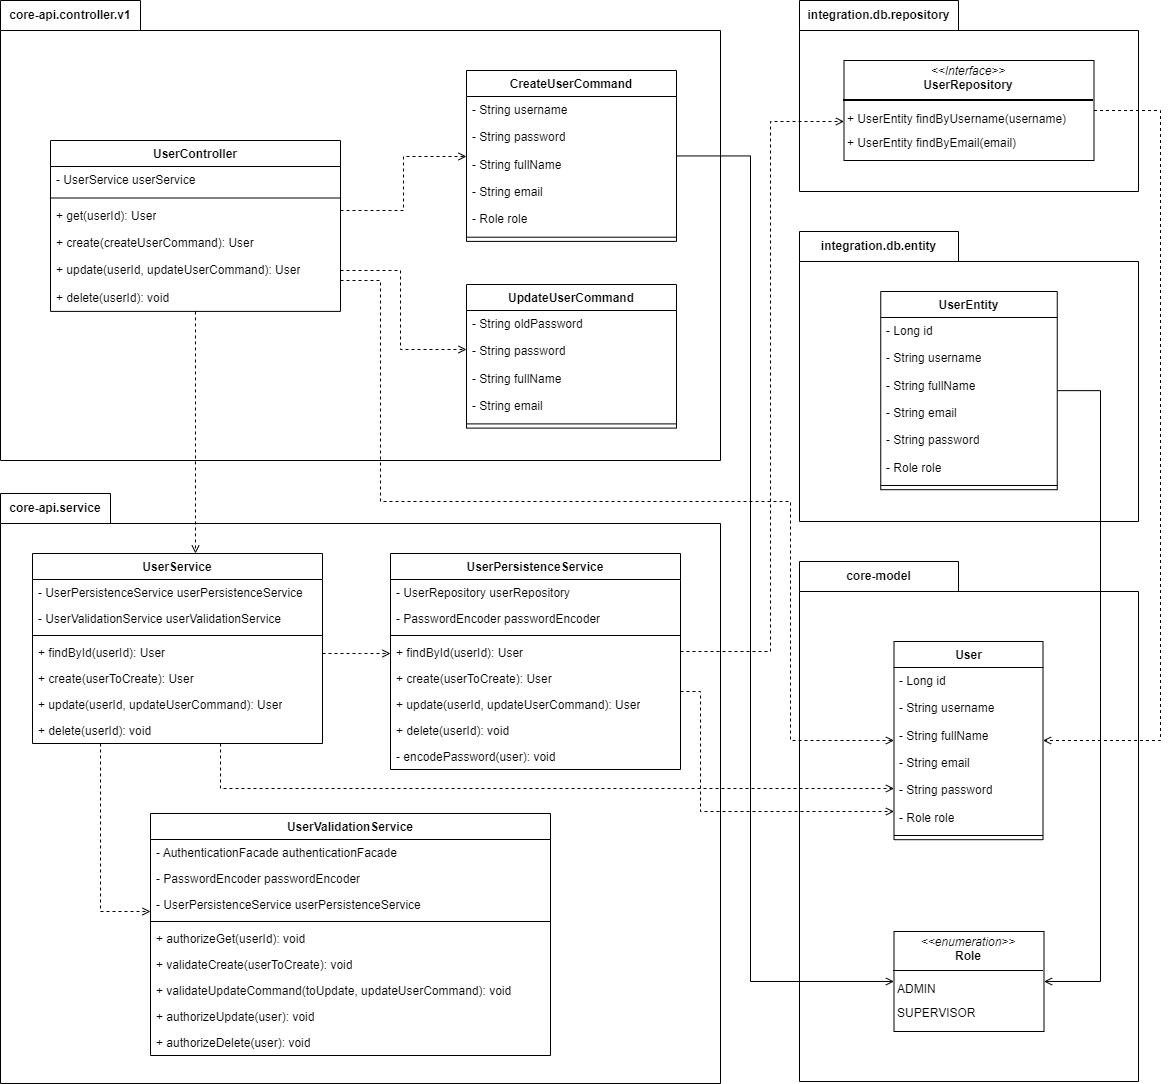 core-api.controller.v1
UserController
- UserService userService
+ get(userId): User
+ create(createUserCommand): User
+ update(userId, updateUserCommand): User
+ delete(userId): void
CreateUserCommand
- String username
- String password
- String fullName
- String email
- Role role
UpdateUserCommand
- String oldPassword
- String password
- String fullName
- String email
integration.db.repository
<<Interface>>
UserRepository
+ UserEntity findByUsername(username)
+ UserEntity findByEmail(email)
integration.db.entity
UserEntity
- Long id
- String username
- String fullName
- String email
- String password
- Role role
core-api.service
UserService
- UserPersistenceService userPersistenceService
- UserValidationService userValidationService
+ findById(userId): User
+ create(userToCreate): User
+ update(userId, updateUserCommand): User
+ delete(userId): void
UserPersistenceService
- UserRepository userRepository
- PasswordEncoder passwordEncoder
+ findById(userId): User
+ create(userToCreate): User
+ update(userId, updateUserCommand): User
+ delete(userId): void
- encodePassword(user): void
UserValidationService
- AuthenticationFacade authenticationFacade
- PasswordEncoder passwordEncoder
- UserPersistenceService userPersistenceService
+ authorizeGet(userId): void
+ validateCreate(userToCreate): void
+ validateUpdateCommand(toUpdate, updateUserCommand): void
+ authorizeUpdate(user): void
+ authorizeDelete(user): void
core-model
User
- Long id
- String username
- String fullName
- String email
- String password
- Role role
<<enumeration>>
Role
ADMIN
SUPERVISOR